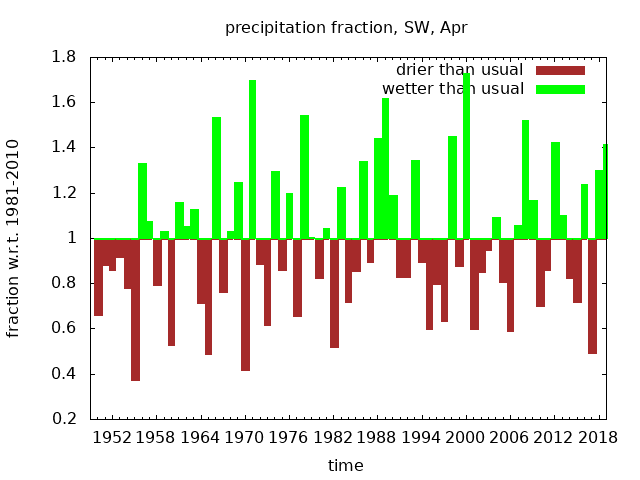 precipitation fraction, SW, Apr
drier than usual
wetter than usual
fraction w.r.t. 1981-2010
1.8
1.6
1.4
1.2
1
0.8
0.6
0.4
0.2
1952 1958 1964 1970 1976 1982 1988 1994 2000 2006 2012 2018
time